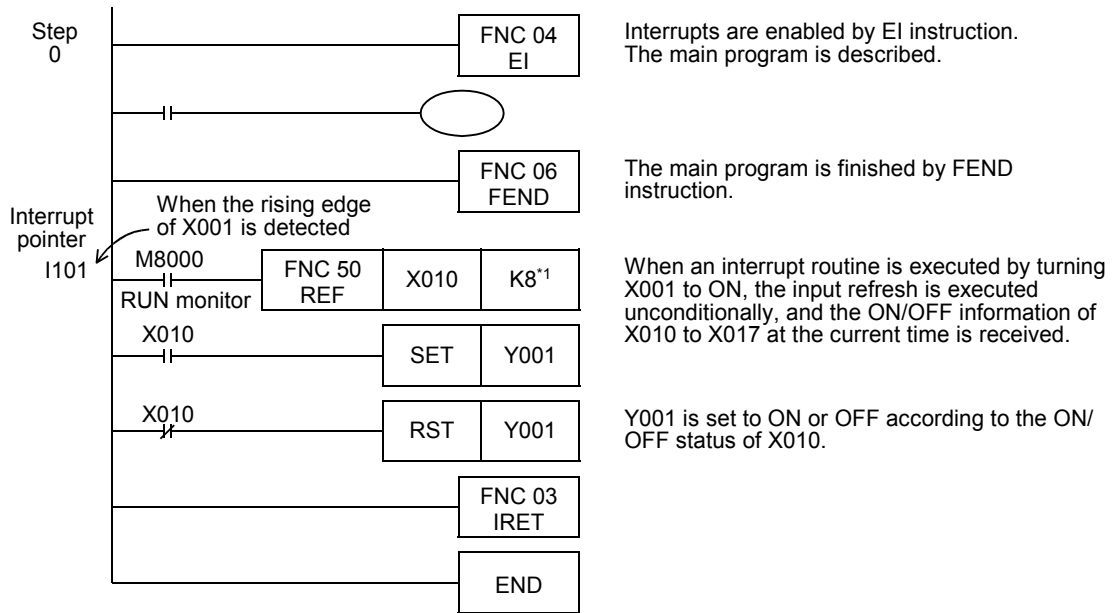 Step
0
FNC 04
EI
Interrupts are enabled by EI instruction.
The main program is described.
FNC 06
FEND
The main program is finished by FEND
instruction.
Interrupt
pointer
I101
When the rising edge
of X001 is detected
M8000
RUN monitor
FNC 50
REF
X010
K8*1
When an interrupt routine is executed by turning
X001 to ON, the input refresh is executed
unconditionally, and the ON/OFF information of
X010 to X017 at the current time is received.
X010
SET
Y001
X010
RST
Y001
Y001 is set to ON or OFF according to the ON/
OFF status of X010.
FNC 03
IRET
END